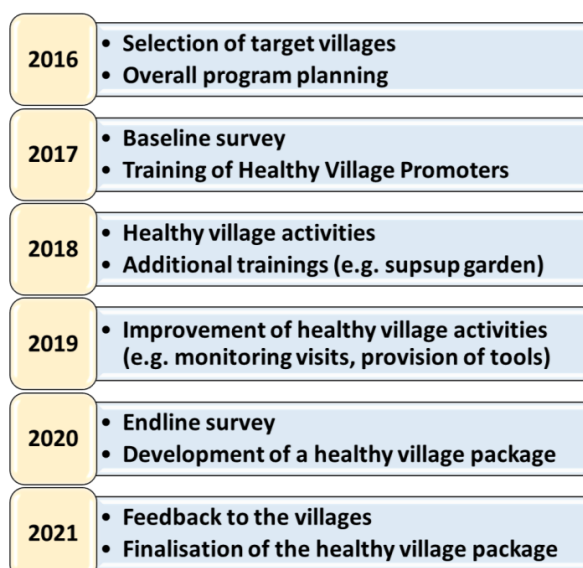 2016
• Selection of target villages
• Overall program planning
2017
• Baseline survey
• Training of Healthy Village Promoters
2018
• Healthy village activities
• Additional trainings (e.g. supsup garden)
2019
• Improvement of healthy village activities
(e.g. monitoring visits, provision of tools)
2020
• Endline survey
• Development of a healthy village package
2021
• Feedback to the villages
• Finalisation of the healthy village package